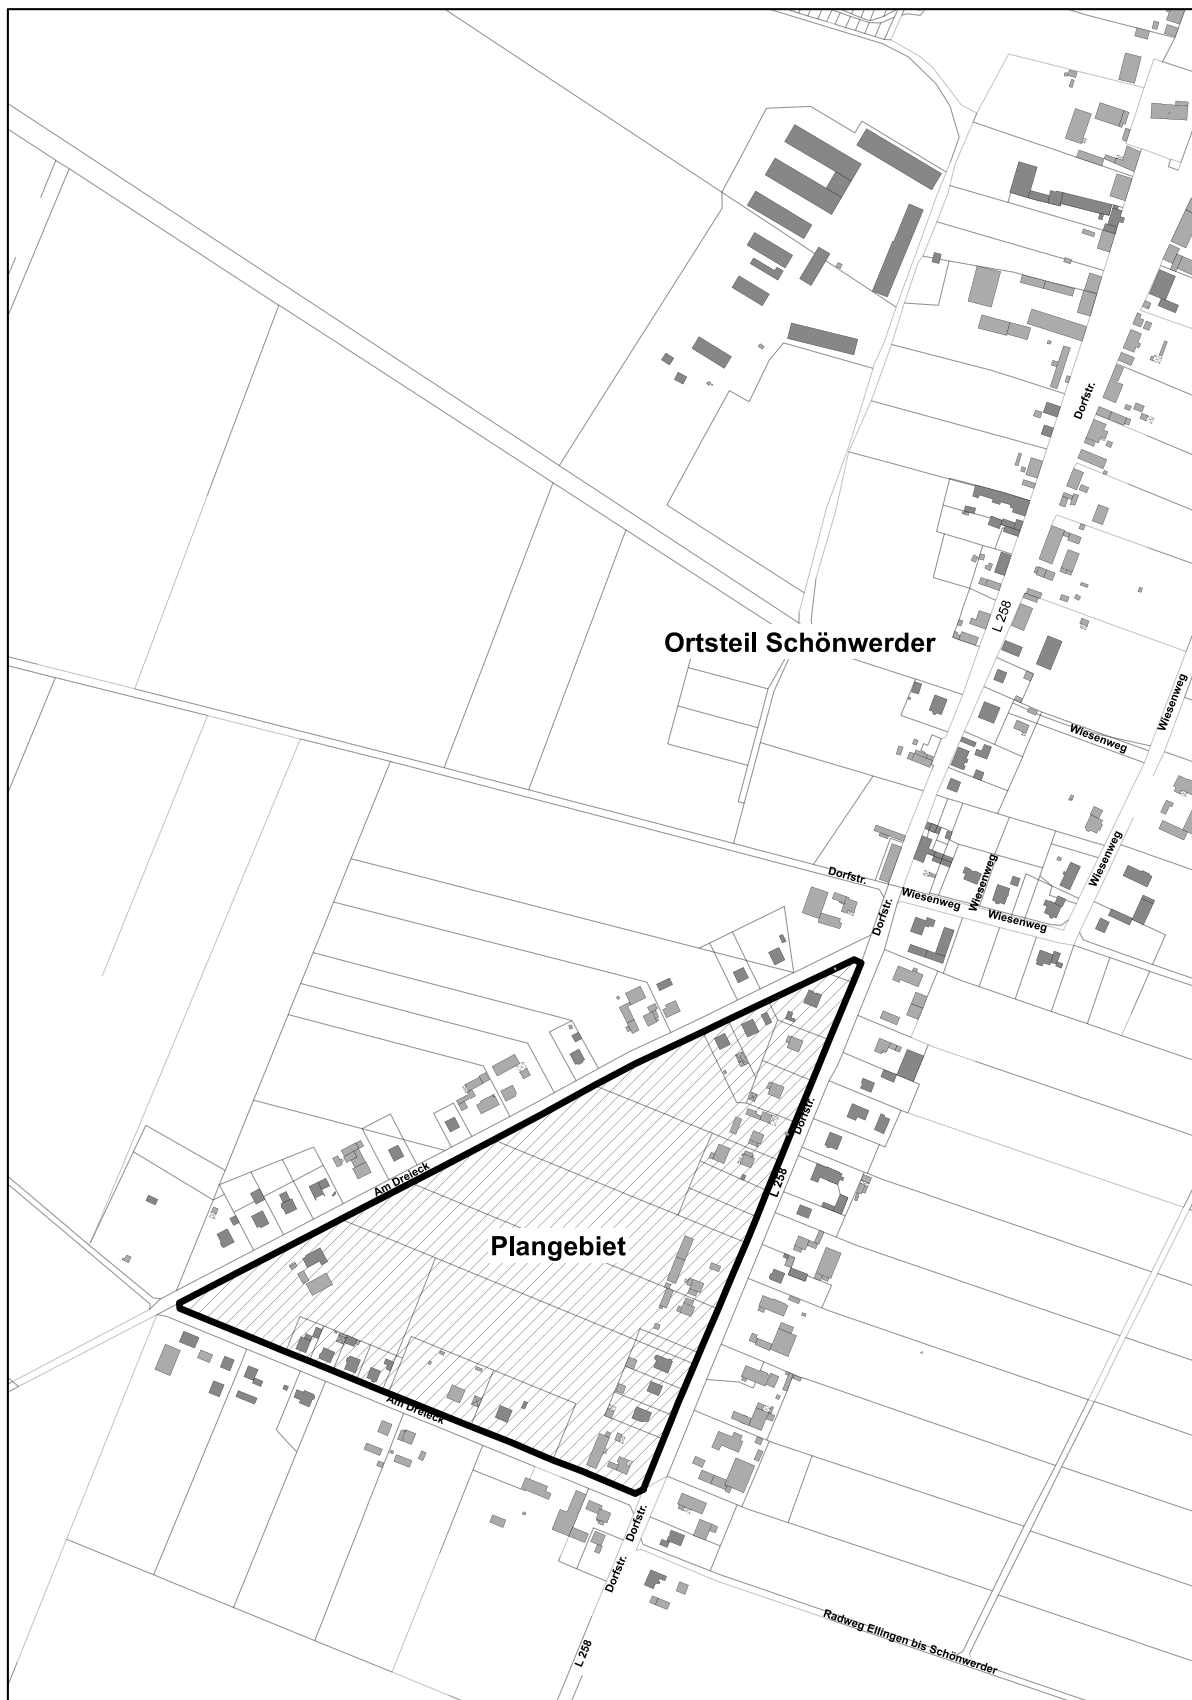 Dorfstr.
L 258
Ortsteil Schönwerder
Wiesenweg
Wiesenweg
Wiesenweg
Dorfstr.
Wiesenweg
Wiesenweg
Wiesenweg
Dorfstr.
Dorfstr.
Am Dreieck
L 258
Plangebiet
Am Dreieck
Dorfstr.
Dorfstr.
Radweg Ellingen bis Schönwerder
L 258